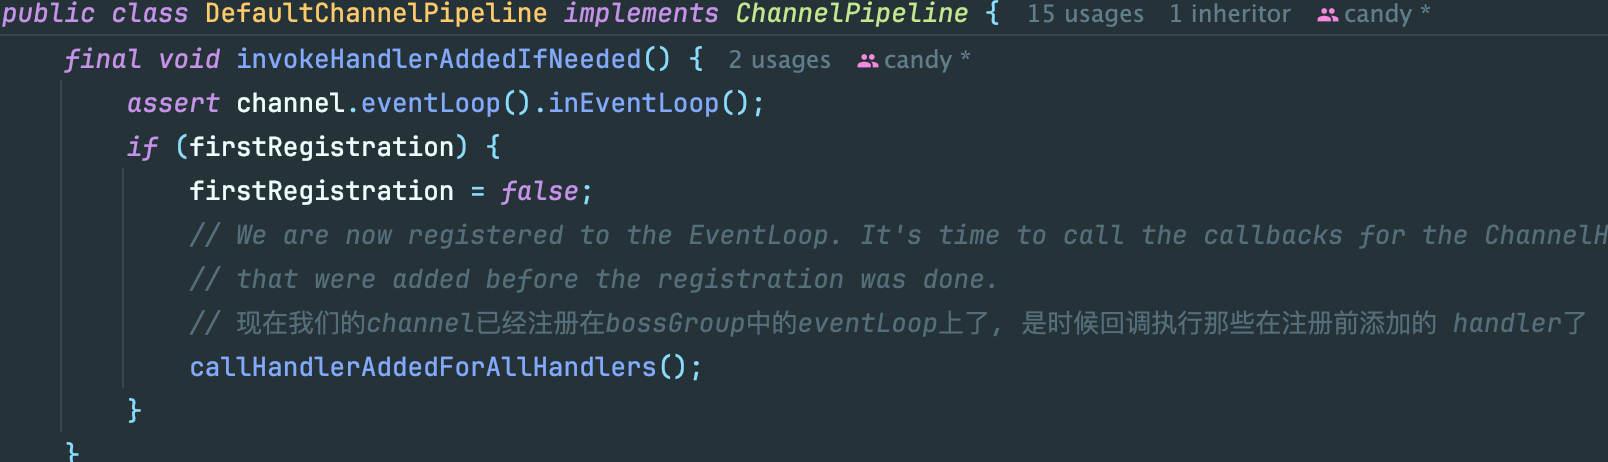 public class DefaultChannelPipeline implements ChannelPipeline { 15 usages 1 inheritor candy *
final void invokeHandlerAddedIfNeeded() { 2 usages candy *
assert channel.eventLoop().inEventLoop();
if (firstRegistration) {
firstRegistration = false;
// We are now registered to the EventLoop. It's time to call the callbacks for the ChannelH
// that were added before the registration was done.
// 现在我们的channel已经注册在bossGroup中的eventLoop上了, 是时候回调执行那些在注册前添加的 handler了
callHandlerAddedForAllHandlers();
}
}